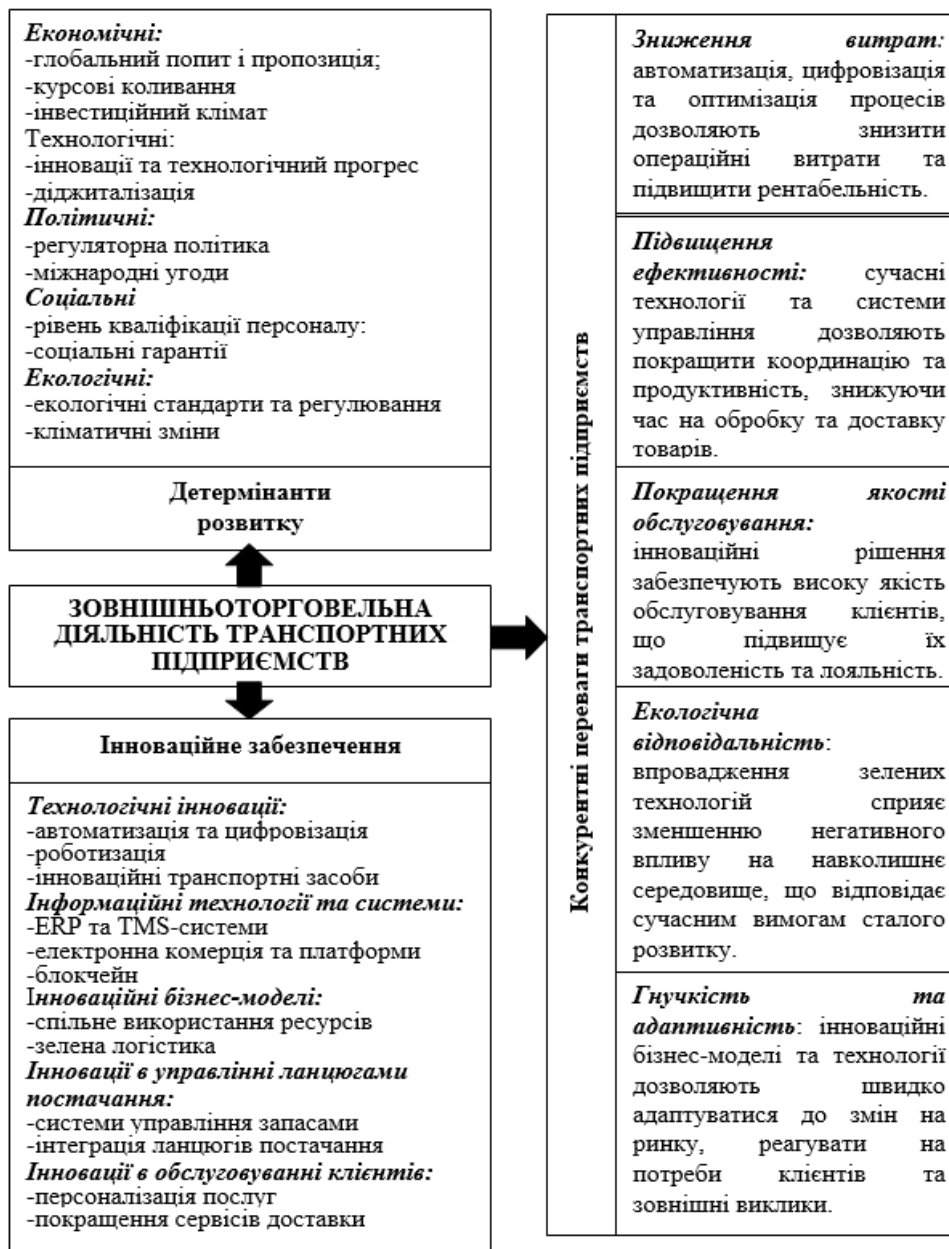 Економічні:
-глобальний попит і пропозиція;
-курсові коливання
-інвестиційний клімат
Технологічні:
-інновації та технологічний прогрес
-діджиталізація
Політичні:
-регуляторна політика
-міжнародні угоди
Соціальні
-рівень кваліфікації персоналу:
-соціальні гарантії
Екологічні:
-екологічні стандарти та регулювання
-кліматичні зміни
Детермінанти
розвитку
ЗОВНІШНЬОТОРГОВЕЛЬНА
ДІЯЛЬНІСТЬ ТРАНСПОРТНИХ
ПІДПРИЄМСТВ
Інноваційне забезпечення
Технологічні інновації:
-автоматизація та цифровізація
-роботизація
-інноваційні транспортні засоби
Інформаційні технології та системи:
-ERP та TMS-системи
-електронна комерція та платформи
-блокчейн
Інноваційні бізнес-моделі:
-спільне використання ресурсів
-зелена логістика
Інновації в управлінні ланцюгами
постачання:
-системи управління запасами
-інтеграція ланцюгів постачання
Інновації в обслуговуванні клієнтів:
-персоналізація послуг
-покращення сервісів доставки
Конкурентні переваги транспортних підприємств
Зниження витрат:
автоматизація, цифровізація
та оптимізація процесів
дозволяють знизити
операційні витрати та
підвищити рентабельність.
Підвищення
ефективності: сучасні
технології та системи
управління дозволяють
покращити координацію та
продуктивність, знижуючи
час на обробку та доставку
товарів.
Покращення якості
обслуговування:
інноваційні рішення
забезпечують високу якість
обслуговування клієнтів,
що підвищує їх
задоволеність та лояльність.
Екологічна
відповідальність:
впровадження зелених
технологій сприяє
зменшенню негативного
впливу на навколишнє
середовище, що відповідає
сучасним вимогам сталого
розвитку.
Гнучкість та
адаптивність: інноваційні
бізнес-моделі та технології
дозволяють швидко
адаптуватися до змін на
ринку, реагувати на
потреби клієнтів та
зовнішні виклики.